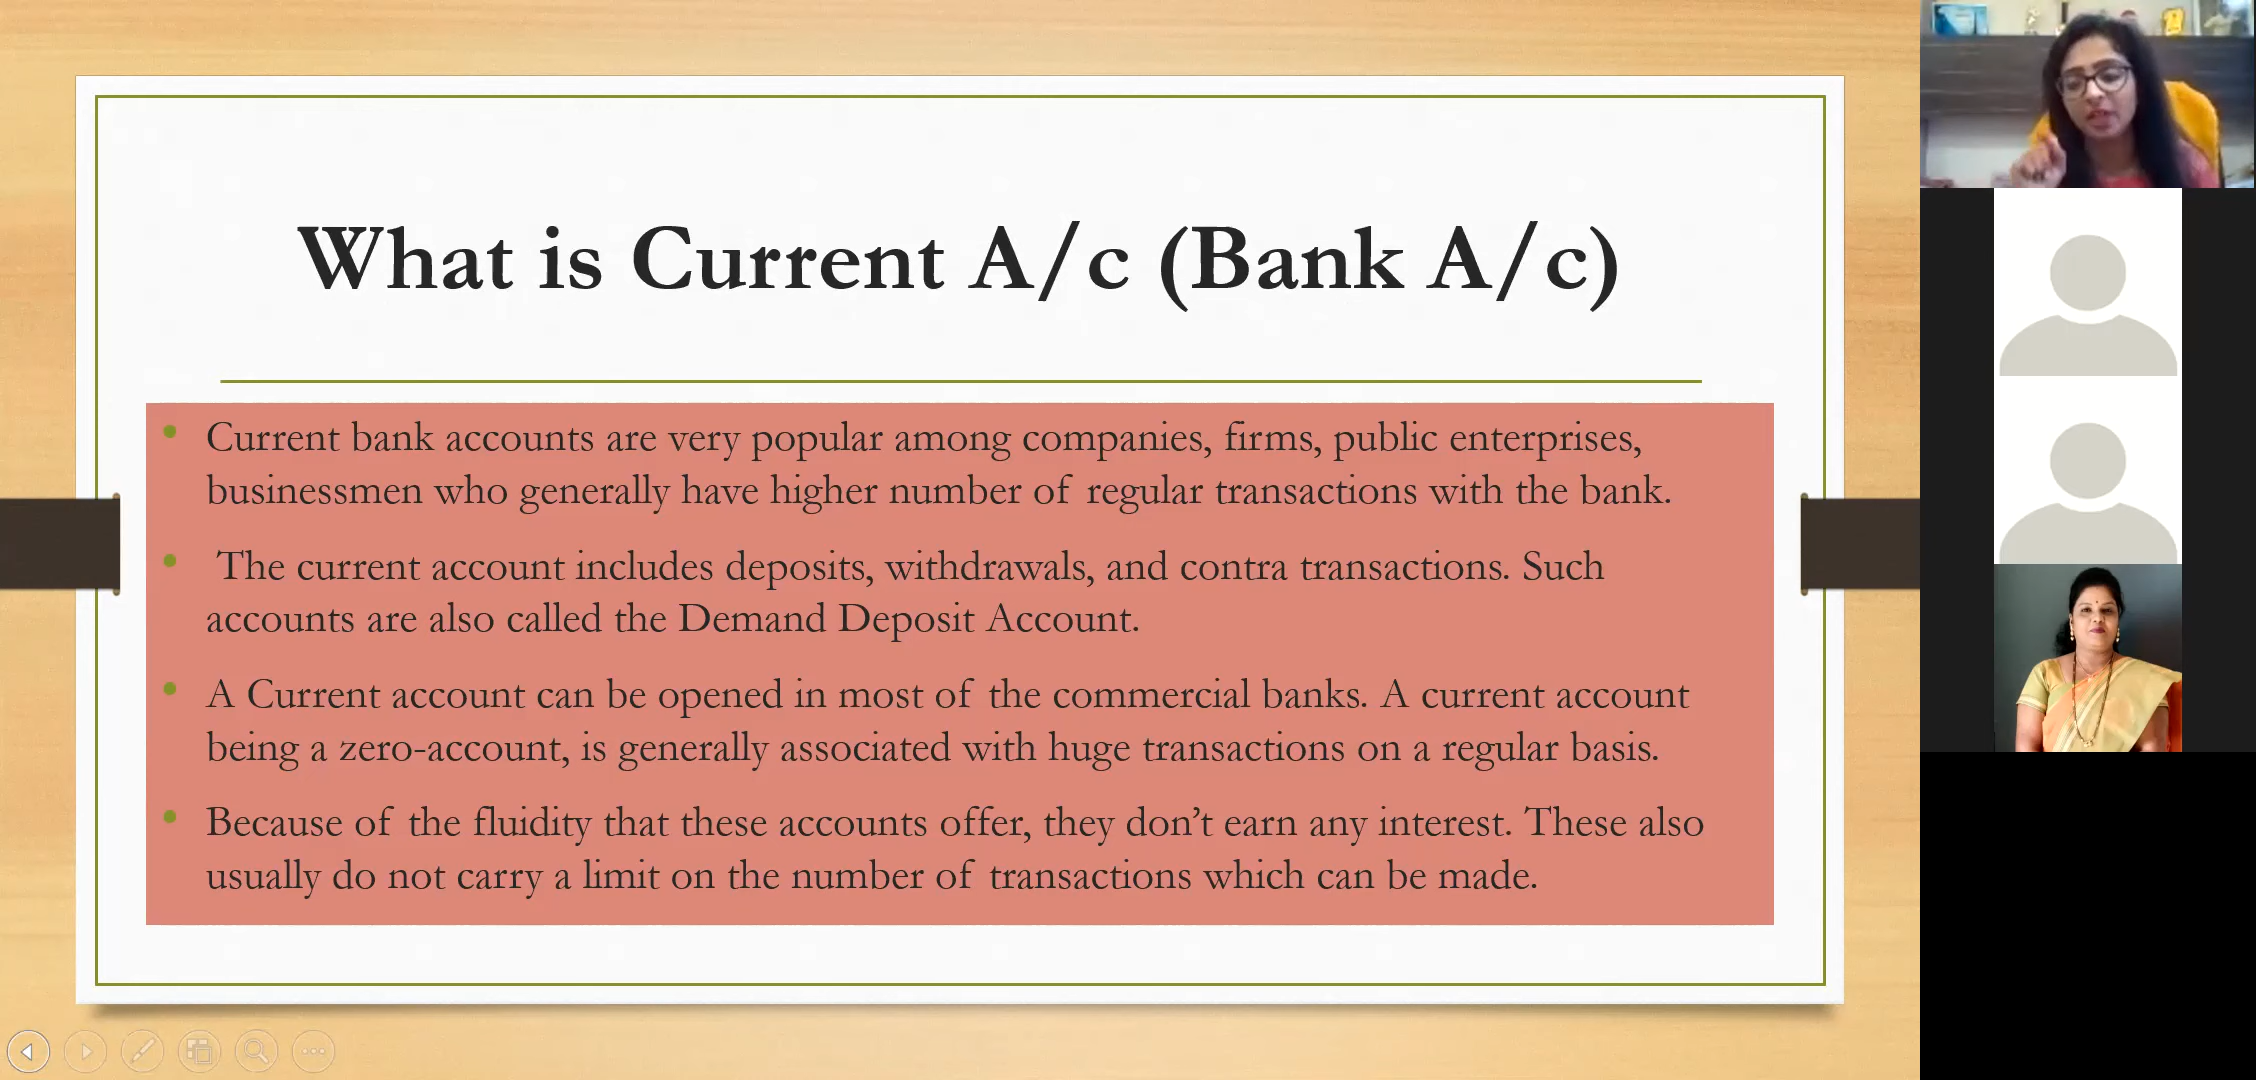 What is Current A/c (Bank A/c)
Current bank accounts are very popular among companies, firms, public enterprises,
businessmen who generally have higher number of regular transactions with the bank.
The current account includes deposits, withdrawals, and contra transactions. Such
accounts are also called the Demand Deposit Account.
A Current account can be opened in most of the commercial banks. A current account
being a zero-account, is generally associated with huge transactions on a regular basis.
Because of the fluidity that these accounts offer, they don’t earn any interest. These also
usually do not carry a limit on the number of transactions which can be made.